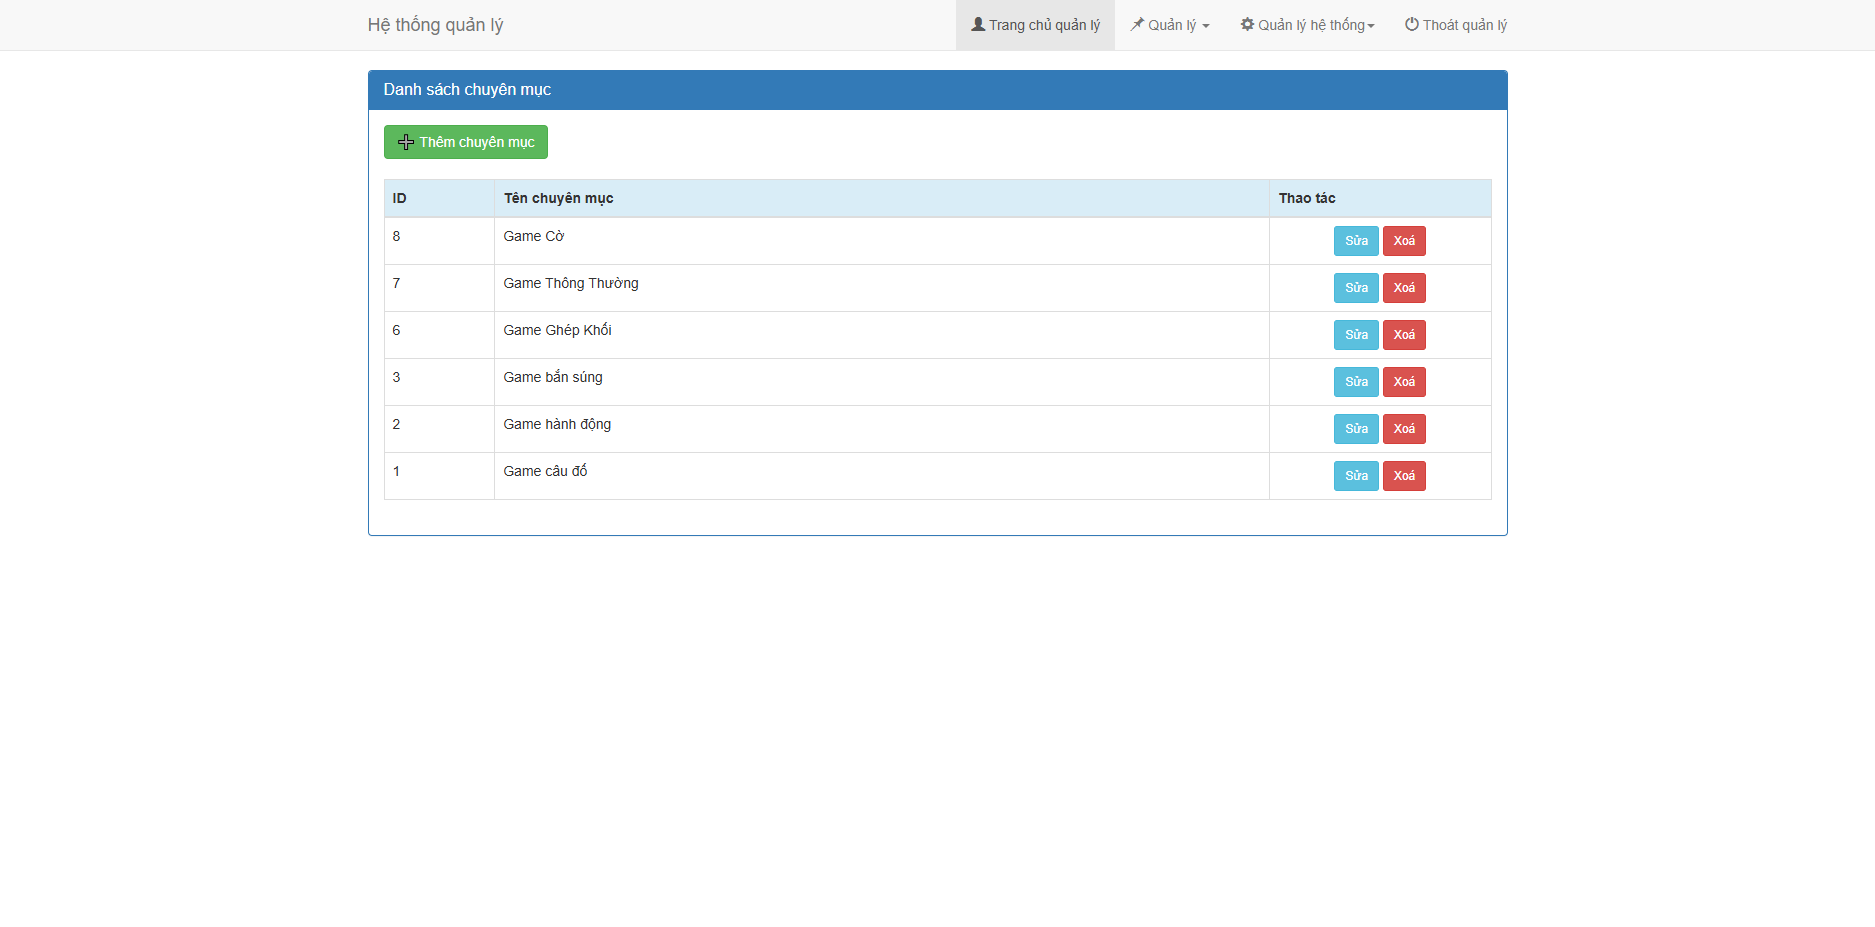 Hệ thống quản lý
Trang chủ quản lý Quản lý Quản lý hệ thống Thoát quản lý
Danh sách chuyên mục
Thêm chuyên mục
ID Tên chuyên mục Thao tác
8 Game Cờ Sửa Xoá
7 Game Thông Thường Sửa Xoá
6 Game Ghép Khối Sửa Xoá
3 Game bắn súng Sửa Xoá
2 Game hành động Sửa Xoá
1 Game câu đố Sửa Xoá